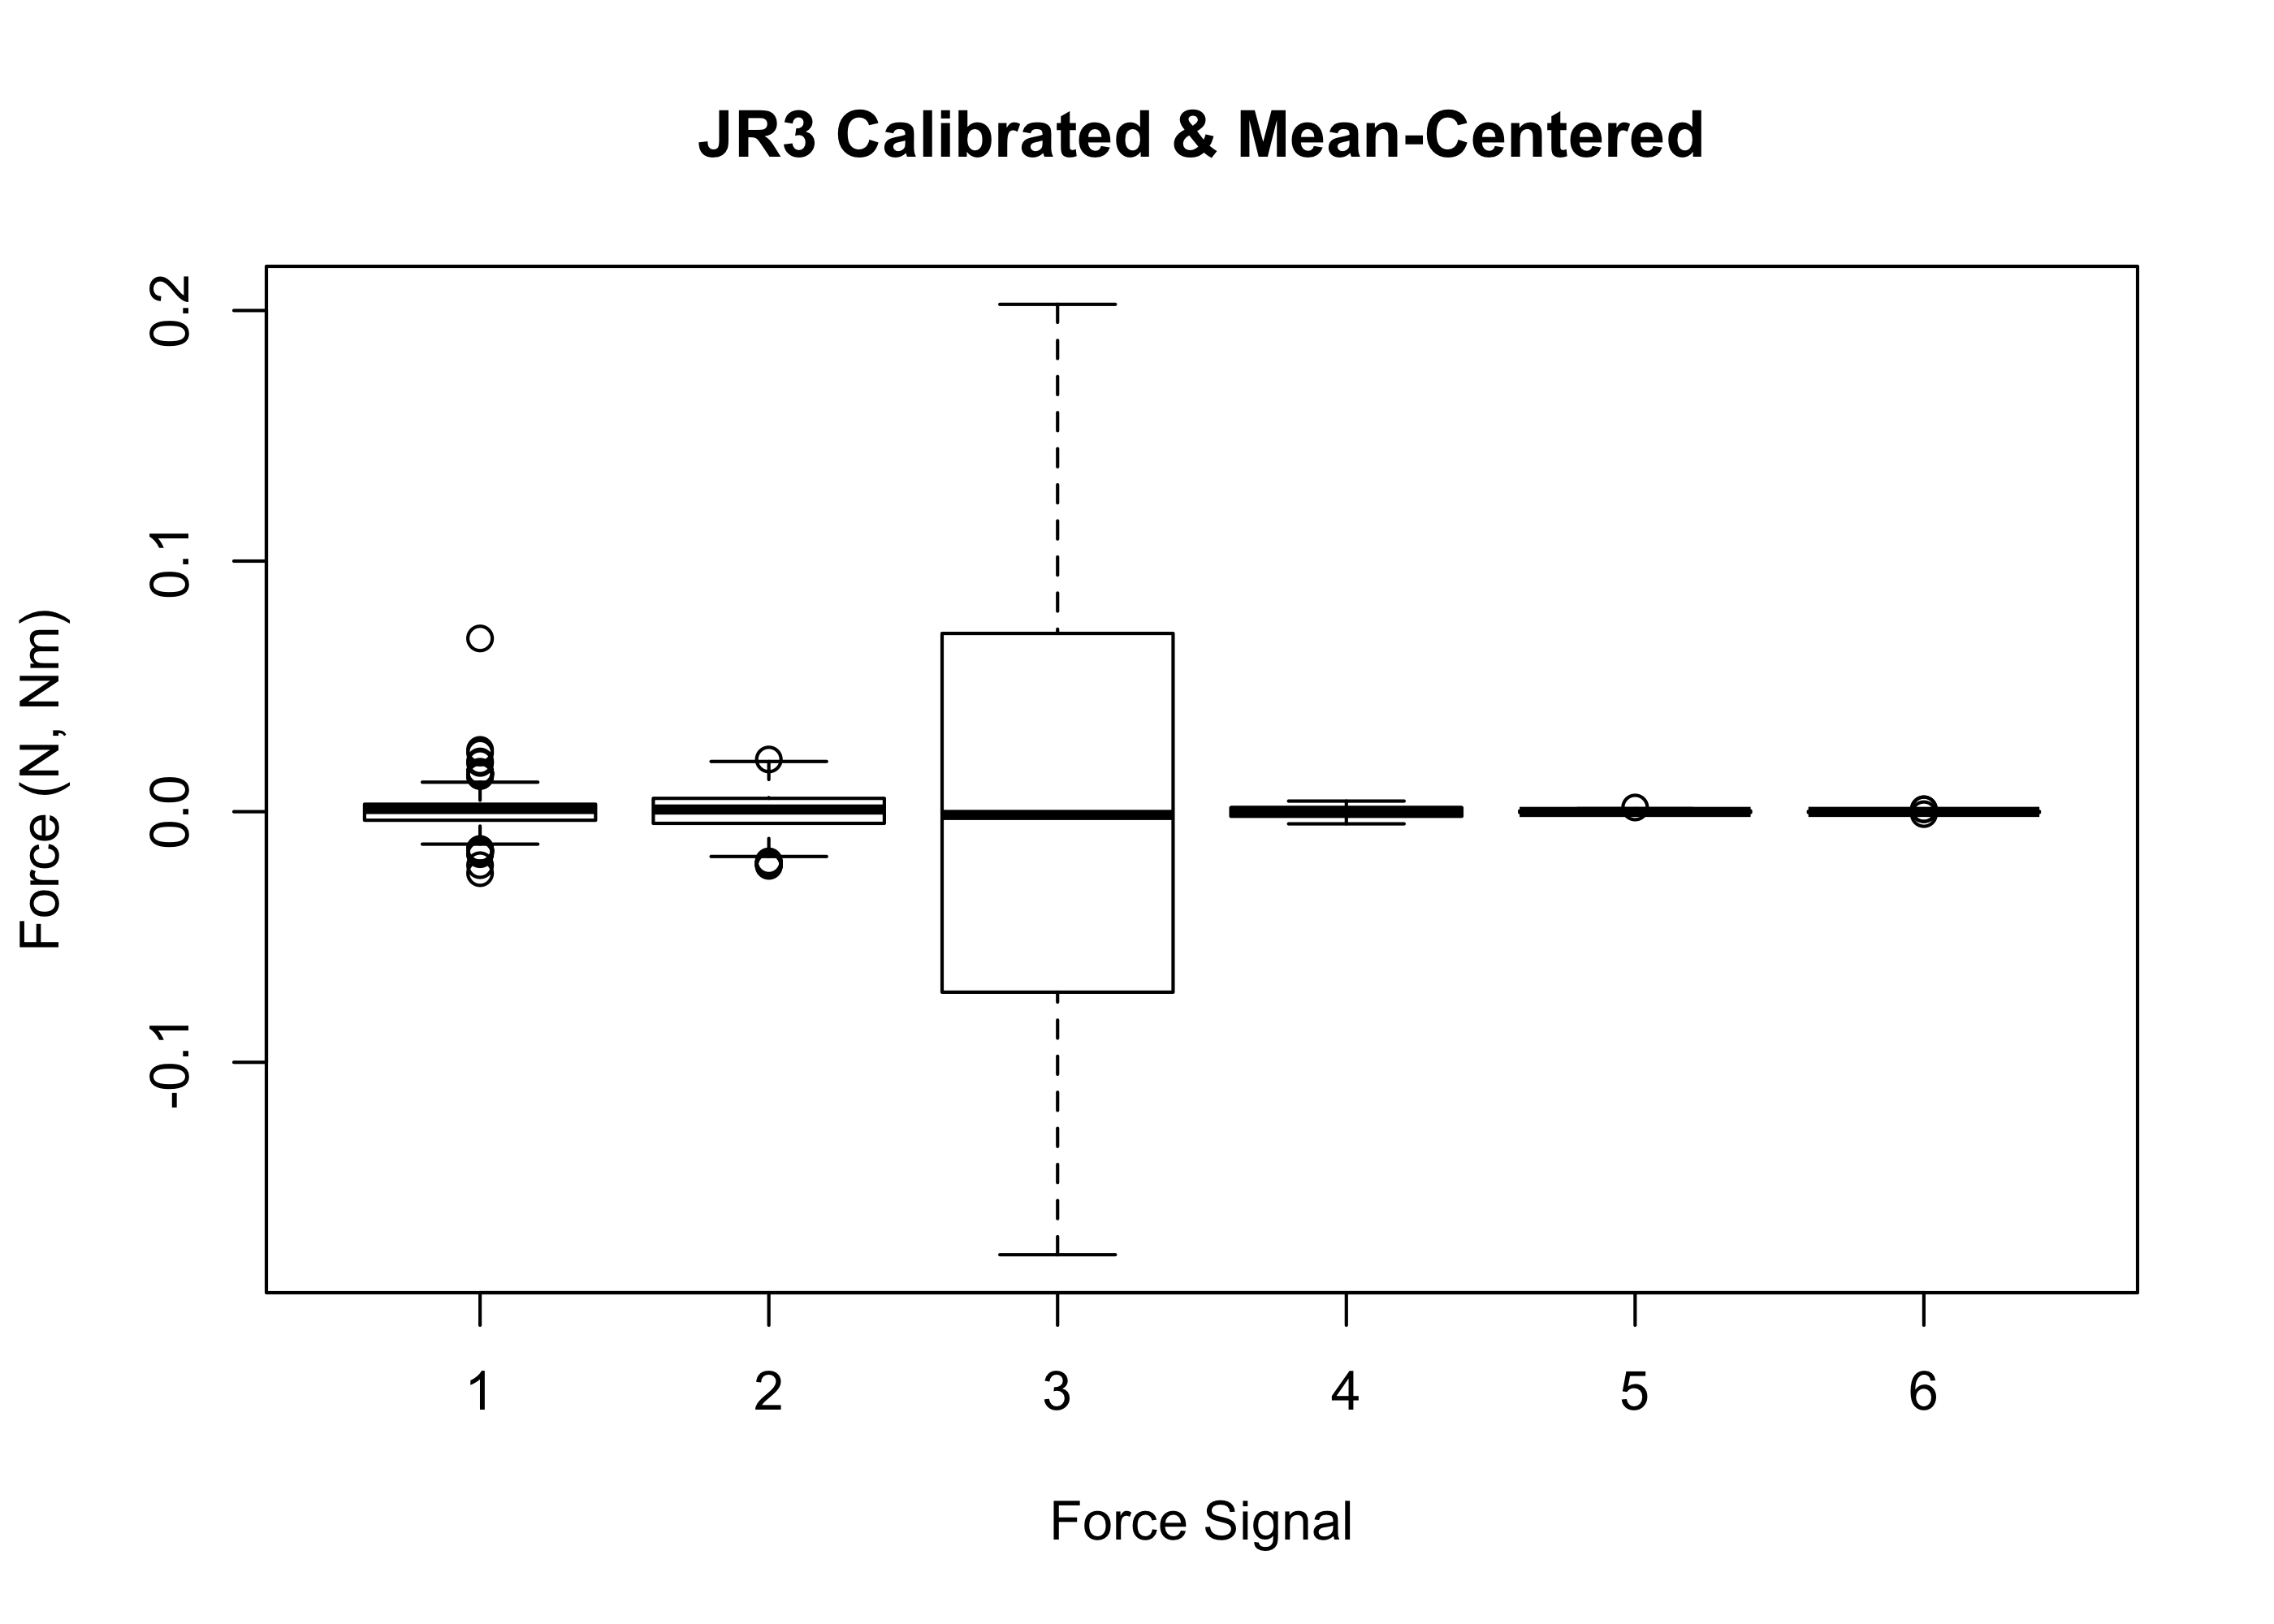 JR3 Calibrated & Mean-Centered
Force (N, Nm)
0.2
0.1
0.0
-0.1
1 2 3 4 5 6
Force Signal